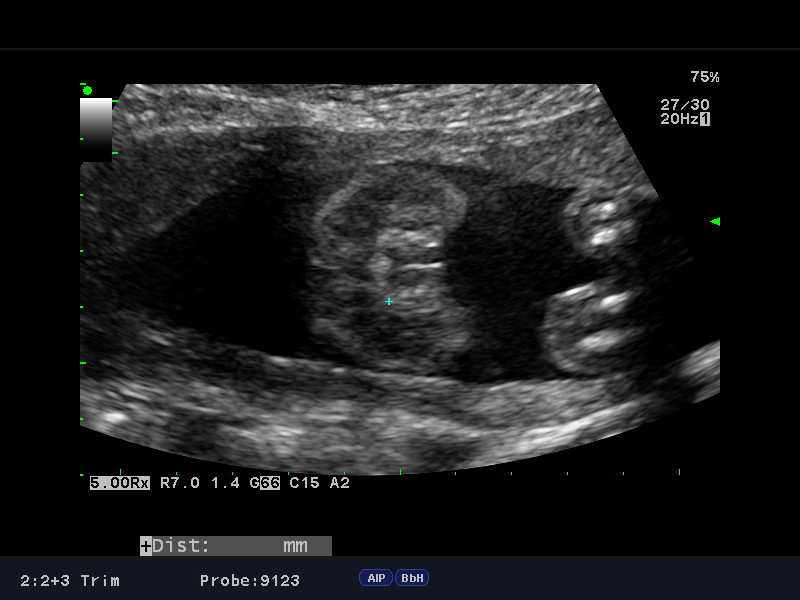 75%
27/30
20Hz1
5.00Rx R7.0 1.4 G66 C15 A2
+Dist: mm
2:2+3 Trim Probe:9123 AIP BbH